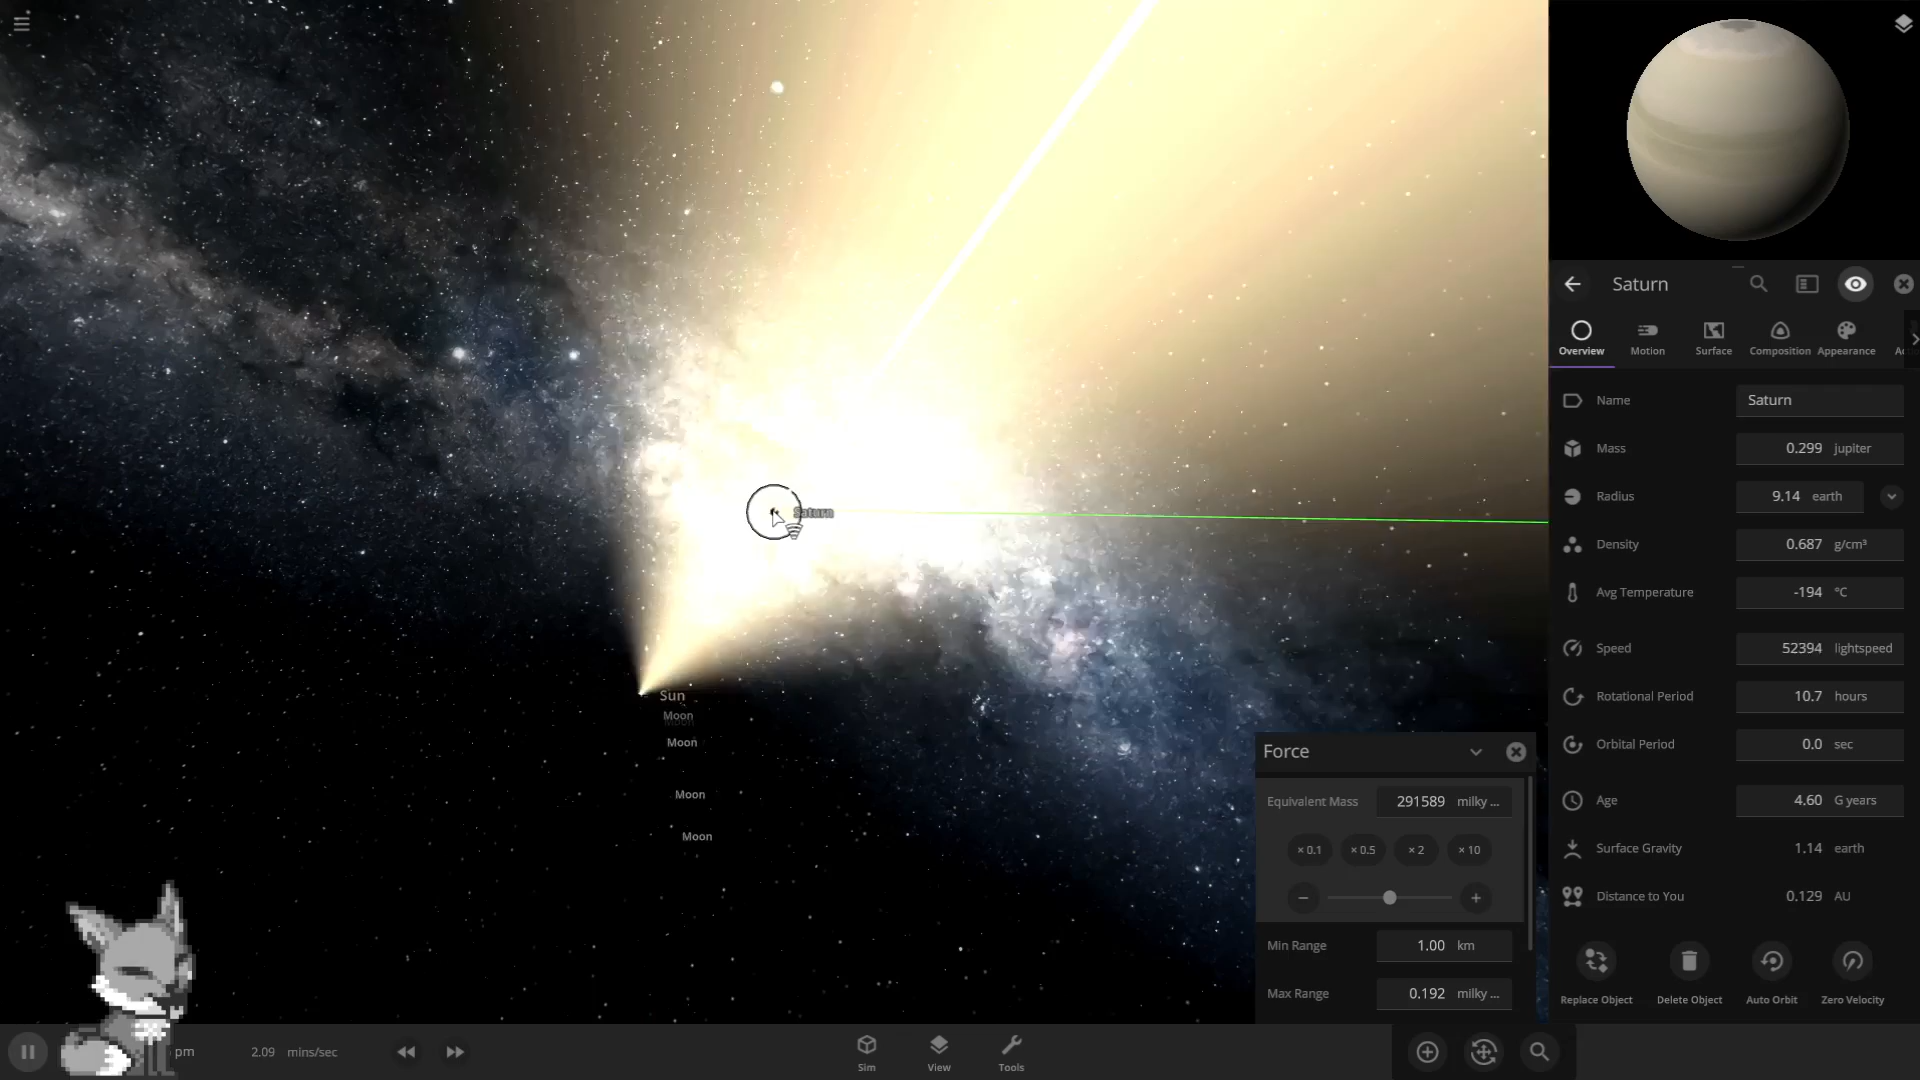 Saturn
Sun
Moon
Moon
Moon
Moon
Saturn
Overview
Motion
Surface
Composition
Appearance
Name Saturn
Mass 0.299 jupiter
Radius 9.14 earth
Density 0.687 g/cm³
Avg Temperature -194 °C
Speed 52394 lightspeed
Rotational Period 10.7 hours
Orbital Period 0.0 sec
Age 4.60 G years
Surface Gravity 1.14 earth
Distance to You 0.129 AU
Replace Object
Delete Object
Auto Orbit
Zero Velocity
Force
Equivalent Mass 291589 milky ...
× 0.1 × 0.5 × 2 × 10
Min Range 1.00 km
Max Range 0.192 milky ...
pm
2.09 mins/sec
Sim
View
Tools